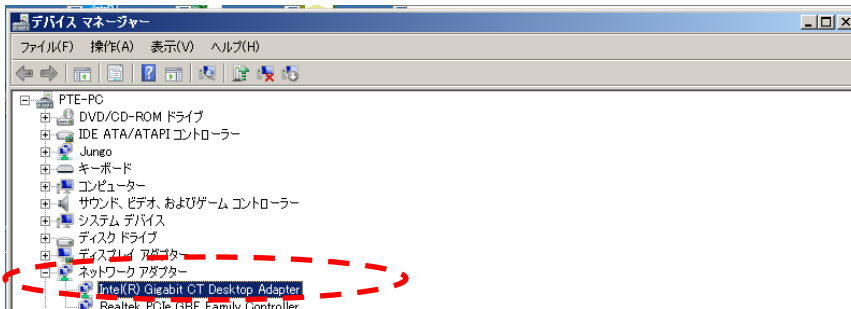 デバイス マネージャー
ファイル(F) 操作(A) 表示(V) ヘルプ(H)
PTE-PC
DVD/CD-ROM ドライブ
IDE ATA/ATAPI コントローラー
Jungo
キーボード
コンピューター
サウンド、ビデオ、およびゲーム コントローラー
システム デバイス
ディスク ドライブ
ディスプレイ アダプター
ネットワーク アダプター
Intel(R) Gigabit CT Desktop Adapter
Realtek PCIe GBE Family Controller